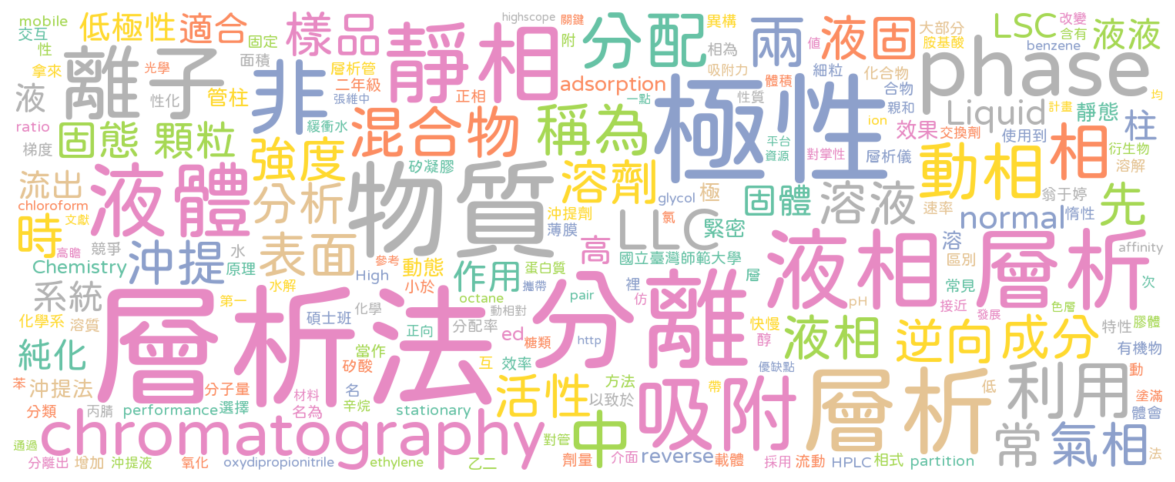 mobile 低極性 適合 樣品 靜相 highscope 分配 關鍵 異構 兩 液固 大部分 LSC 改變 液液
交互 固定 附 相為 胺基酸 含有
性 面積 吸附力 值 benzene
拿來 離子 光學 層析管 非 二年級 adsorption 體積 細粒 化合物 phase
液 性化 管柱 張維中 正相 一點 極性 性質 合物 親和 Liquid 計畫 靜態 均
ratio 固態 顆粒 緩衝水 混合物 稱為 平台 ion 效果 交換劑 使用到 柱
梯度 強度 矽凝膠 資源 對掌性 層析儀 動相 相 衍生物 溶解
流出 液體 分析 物質 溶劑 glycol 極 固體 溶液 翁于婷 先
chloroform 沖提劑 氯 緊密 速率 normal 惰性
時 文獻 沖提 表面 薄膜 LLC 液相 層析 溶 affinity
高膽 競爭 水 參考 高 國立臺灣師範大學 區別
Chemistry 原理 High 動態 作用 蛋白質 裡 層 常見 次
系統 第一 水解 攜帶 小於 octane pair 仿 pH 接近 發展 色層
化學系 溶質 層析法 化學 動相對 分離 快慢 液相 逆向 成分 特性 膠體
純化 碩士班 分配率 正向 ed 糖類 http 醇 有機物
苯 沖提法 當作 矽酸 互 效率 優缺點
分子量 名 活性 方法 吸附 帶 層析 低 利用 動 塗滿
分類 丙腈 材料 名為 辛烷 以致於 體會
performance 選擇 stationary
chromatography 中 常 氣相
通過 對管 劑量 介面 reverse 載體 法
分離出 增加 沖提液 氧化 oxydipropionitrile ethylene 乙二 採用 流動 HPLC 相式 partition